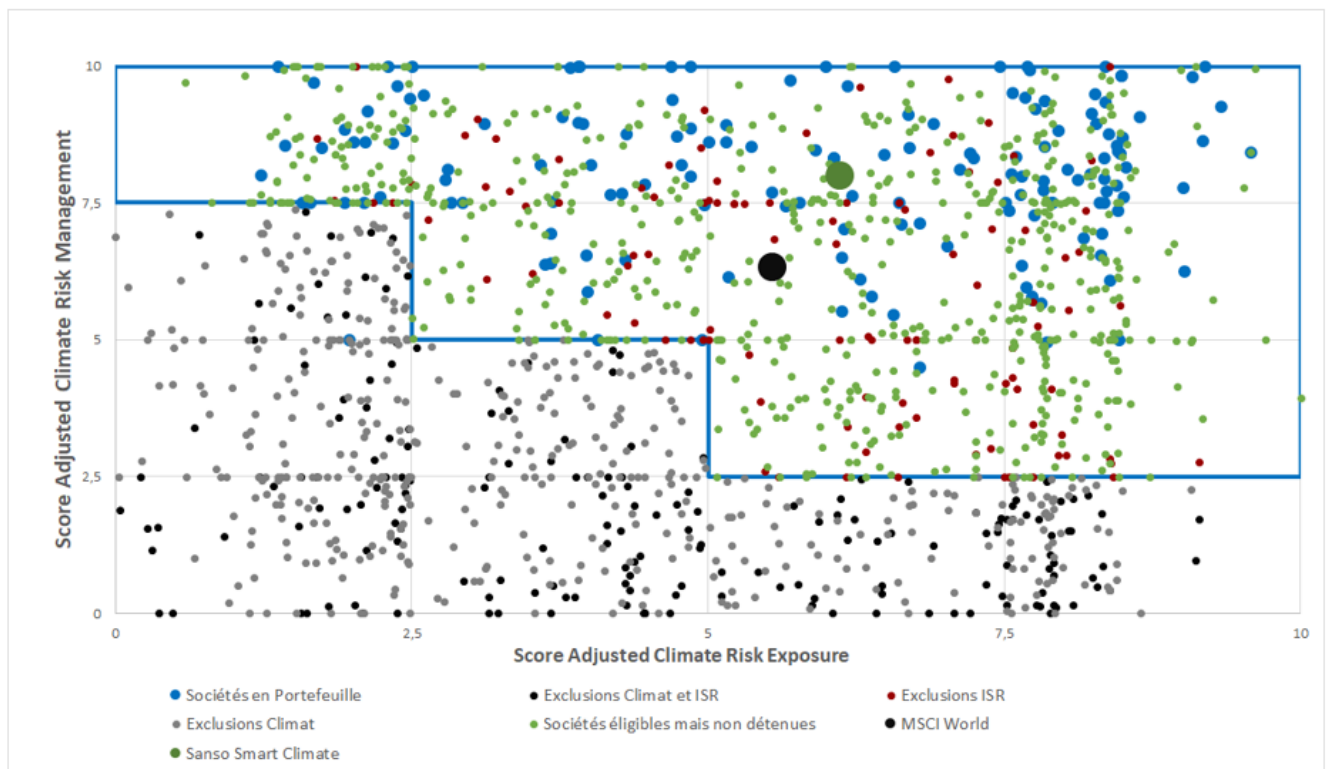 Score Adjusted Climate Risk Management
10
7,5
5
2,5
0
0
2,5
5
7,5
10
Score Adjusted Climate Risk Exposure
Sociétés en Portefeuille
Exclusions Climat et ISR
Exclusions ISR
Exclusions Climat
Sociétés éligibles mais non détenues
MSCI World
Sanso Smart Climate